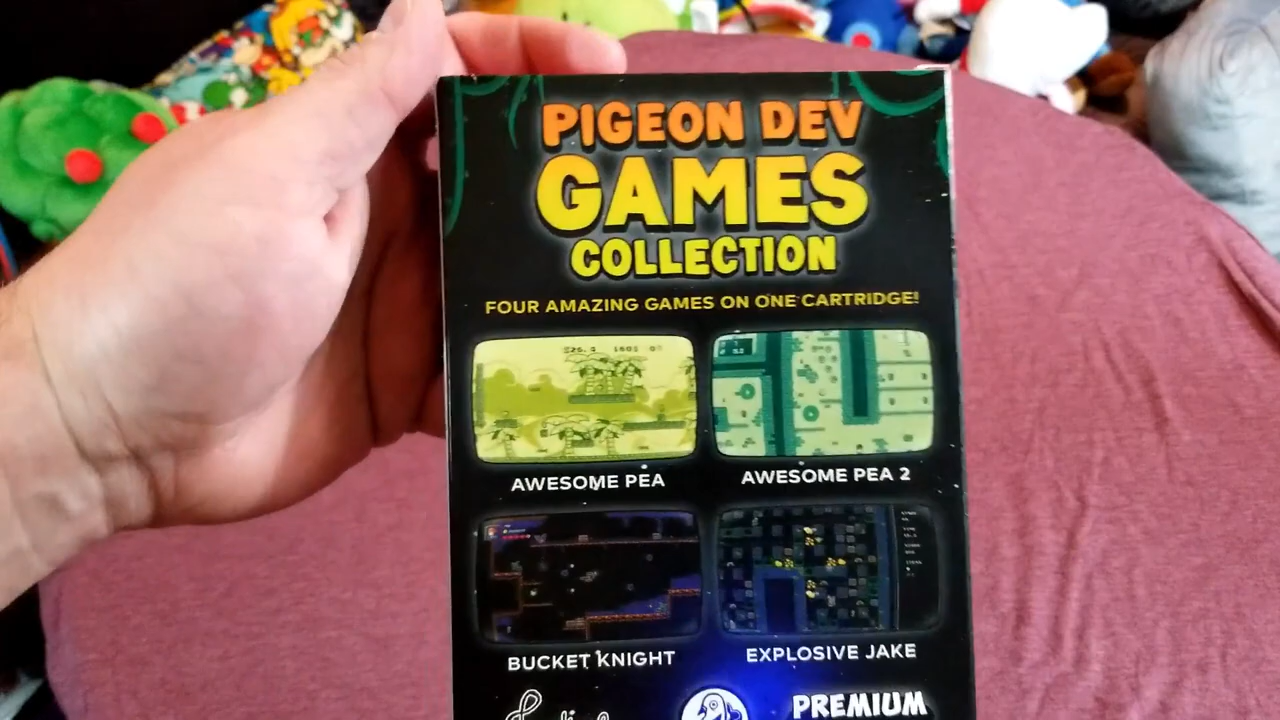 PIGEON DEV
GAMES
COLLECTION
FOUR AMAZING GAMES ON ONE CARTRIDGE!
AWESOME PEA
AWESOME PEA 2
BUCKET KNIGHT
EXPLOSIVE JAKE
PREMIUM